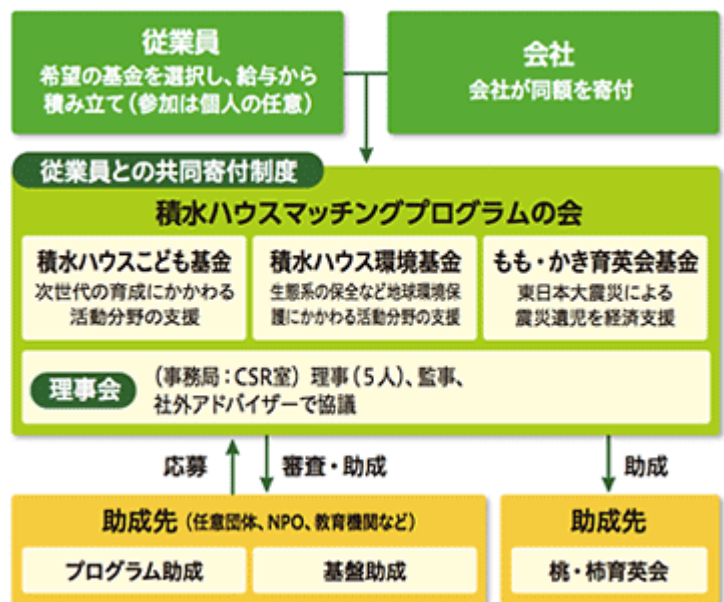 従業員
希望の基金を選択し、給与から
積み立て(参加は個人の任意)
会社
会社が同額を寄付
従業員との共同寄付制度
積水ハウスマッチングプログラムの会
積水ハウスこども基金
次世代の育成にかかわる
活動分野の支援
積水ハウス環境基金
生態系の保全など地球環境保
護にかかわる活動分野の支援
もも・かき育英会基金
東日本大震災による
震災遺児を経済支援
理事会
(事務局:CSR室)理事(5人)、監事、
社外アドバイザーで協議
応募
審査・助成
助成
助成先(任意団体、NPO、教育機関など)
プログラム助成
基盤助成
助成先
桃・柿育英会